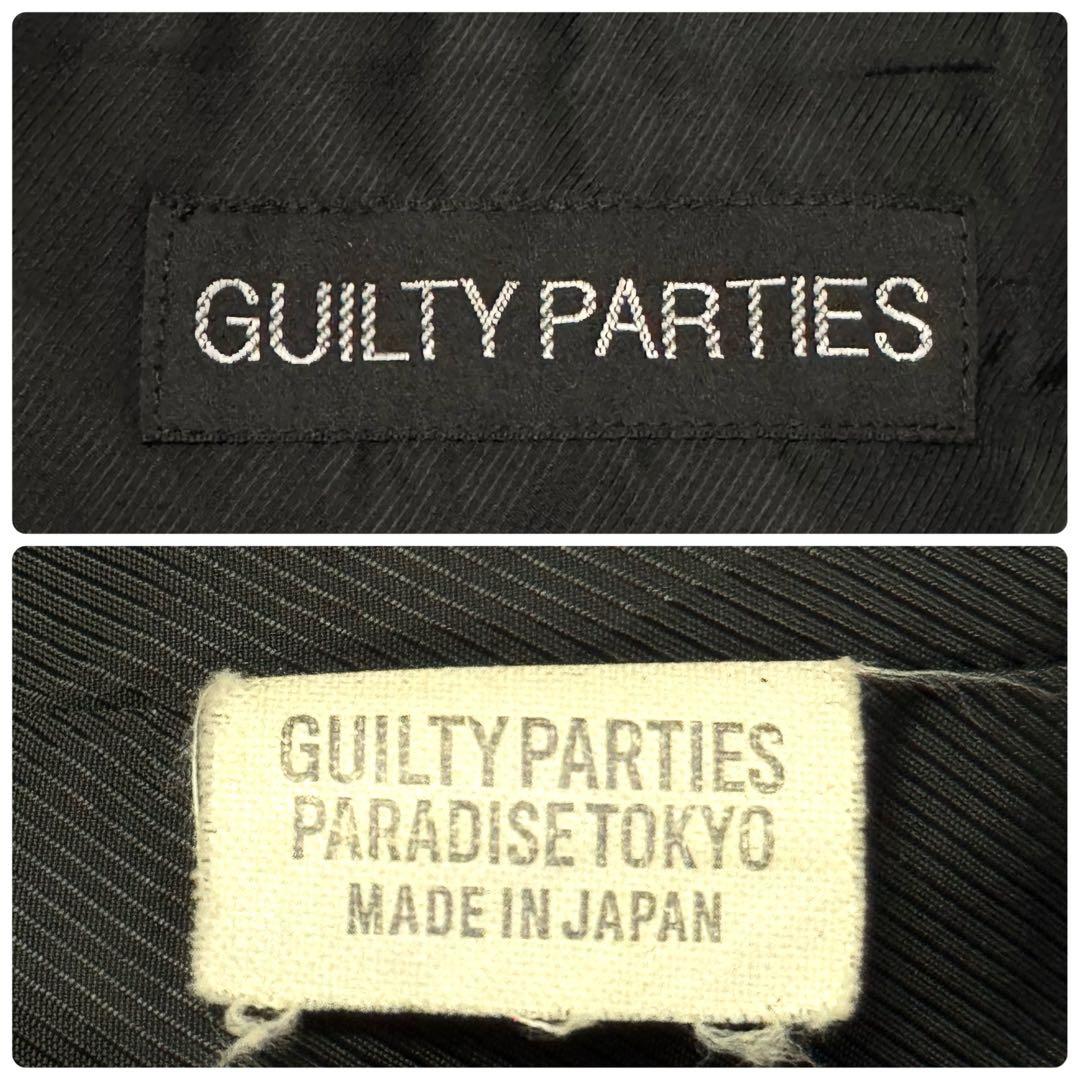 GUILTY PARTIES
GUILTY PARTIES
PARADISE TOKYO
MADE IN JAPAN